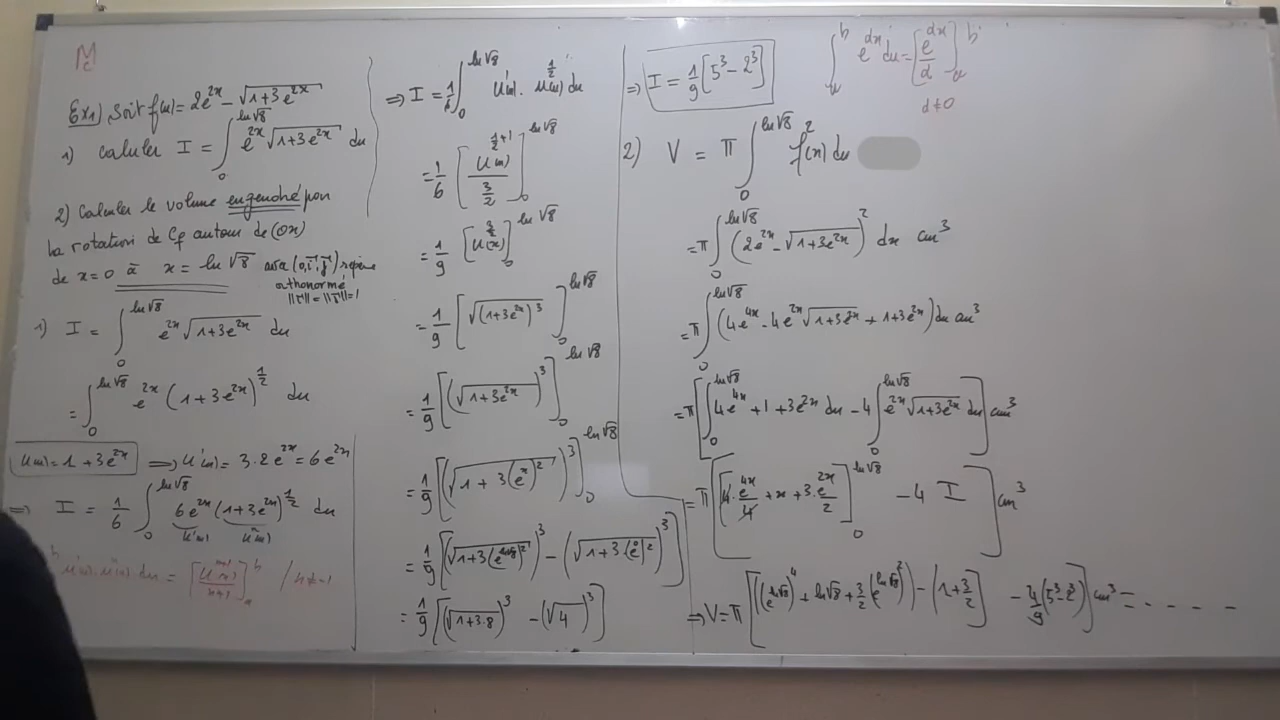 Mc
Ex1) Soit f(x) = 2e^{2x} - √(1+3e^{2x})
1) calculer I = ∫_0^{ln√8} e^{2x} √(1+3e^{2x}) dx
2) Calculer le volume engendré par
la rotation de Cf autour de (ox)
de x=0 à x = ln√8 avec (o,i⃗,j⃗) repère
orthonormé
||i⃗|| = ||j⃗|| = 1
1) I = ∫_0^{ln√8} e^{2x} √(1+3e^{2x}) dx
= ∫_0^{ln√8} e^{2x} (1+3e^{2x})^{1/2} dx
u(x) = 1+3e^{2x} ⇒ u'(x) = 3.2e^{2x} = 6e^{2x}
⇒ I = 1/6 ∫_0^{ln√8} 6e^{2x} (1+3e^{2x})^{1/2} dx
u'(x) u^n(x)
u'(x).u^n(x) dx = [u^{n+1}(x)/(n+1)]_a^b / n≠-1
⇒ I = 1/6 ∫_0^{ln√8} u'(x) . u(x)^{1/2} dx
= 1/6 [u(x)^{1/2+1} / (3/2)]_0^{ln√8}
= 1/9 [u(x)^{3/2}]_0^{ln√8}
= 1/9 [√((1+3e^{2x})^3)]_0^{ln√8}
= 1/9 [(√(1+3e^{2x}))^3]_0^{ln√8}
= 1/9 [(√(1+3(e^x)^2))^3]_0^{ln√8}
= 1/9 [(√(1+3(e^{ln√8})^2))^3 - (√(1+3(e^0)^2))^3]
= 1/9 [(√(1+3.8))^3 - (√4)^3]
⇒ I = 1/9 [5^3 - 2^3]
∫_a^b e^{αx} dx = [e^{αx}/α]_a^b
α≠0
2) V = π ∫_0^{ln√8} f^2(x) dx
= π ∫_0^{ln√8} (2e^{2x} - √(1+3e^{2x}))^2 dx cm^3
= π ∫_0^{ln√8} (4e^{4x} - 4e^{2x} √(1+3e^{2x}) + 1+3e^{2x}) dx cm^3
= π [∫_0^{ln√8} 4e^{4x} + 1 + 3e^{2x} dx - 4 ∫_0^{ln√8} e^{2x} √(1+3e^{2x}) dx] cm^3
= π [[4.e^{4x}/4 + x + 3.e^{2x}/2]_0^{ln√8} - 4 I] cm^3
⇒ V = π [[((e^{ln√8})^4 + ln√8 + 3/2 (e^{ln√8})^2) - (1+3/2)] - 4/9 (5^3-2^3)] cm^3 = - - - - -